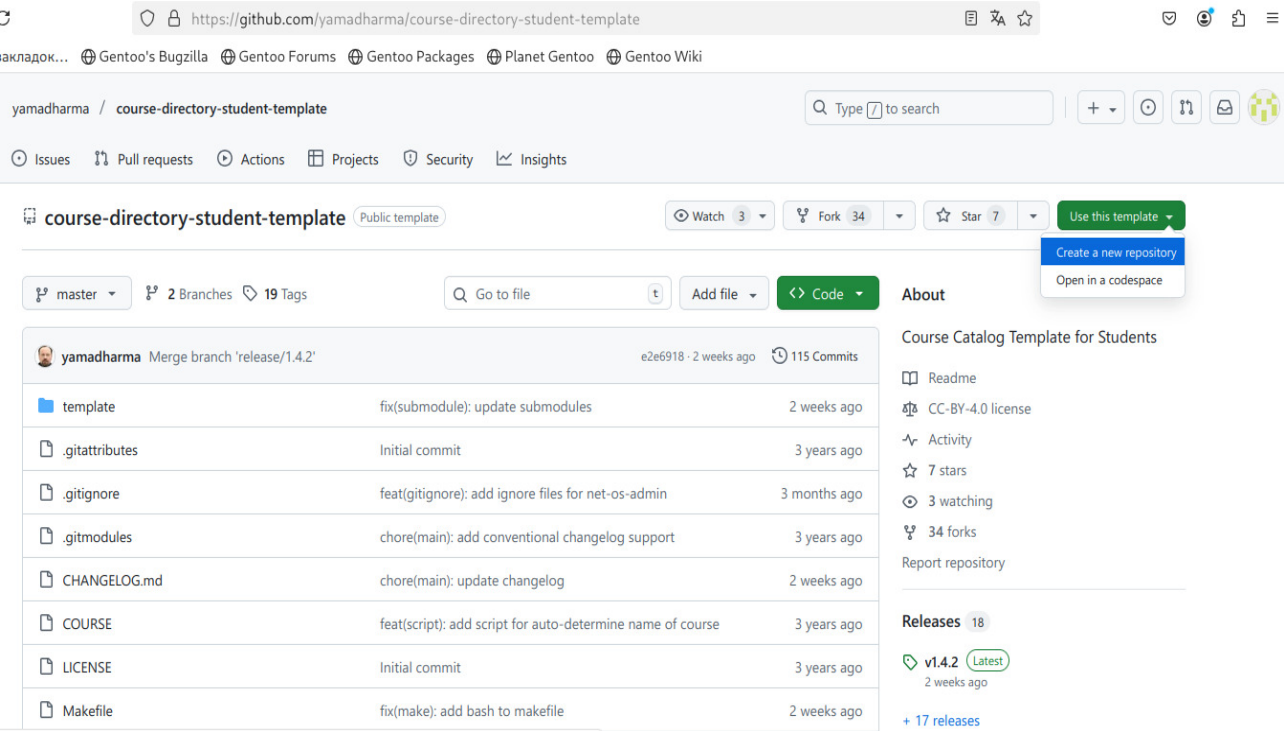 https://github.com/yamadharma/course-directory-student-template
закладок... Gentoo's Bugzilla Gentoo Forums Gentoo Packages Planet Gentoo Gentoo Wiki
yamadharma / course-directory-student-template Type / to search
Issues Pull requests Actions Projects Security Insights
course-directory-student-template Public template Watch 3 Fork 34 Star 7 Use this template
Create a new repository
Open in a codespace
master 2 Branches 19 Tags Go to file t Add file <> Code
About
Course Catalog Template for Students
yamadharma Merge branch 'release/1.4.2' e2e6918 · 2 weeks ago 115 Commits
template fix(submodule): update submodules 2 weeks ago
.gitattributes Initial commit 3 years ago
.gitignore feat(gitignore): add ignore files for net-os-admin 3 months ago
.gitmodules chore(main): add conventional changelog support 3 years ago
CHANGELOG.md chore(main): update changelog 2 weeks ago
COURSE feat(script): add script for auto-determine name of course 3 years ago
LICENSE Initial commit 3 years ago
Makefile fix(make): add bash to makefile 2 weeks ago
Readme
CC-BY-4.0 license
Activity
7 stars
3 watching
34 forks
Report repository
Releases 18
v1.4.2 Latest
2 weeks ago
+ 17 releases